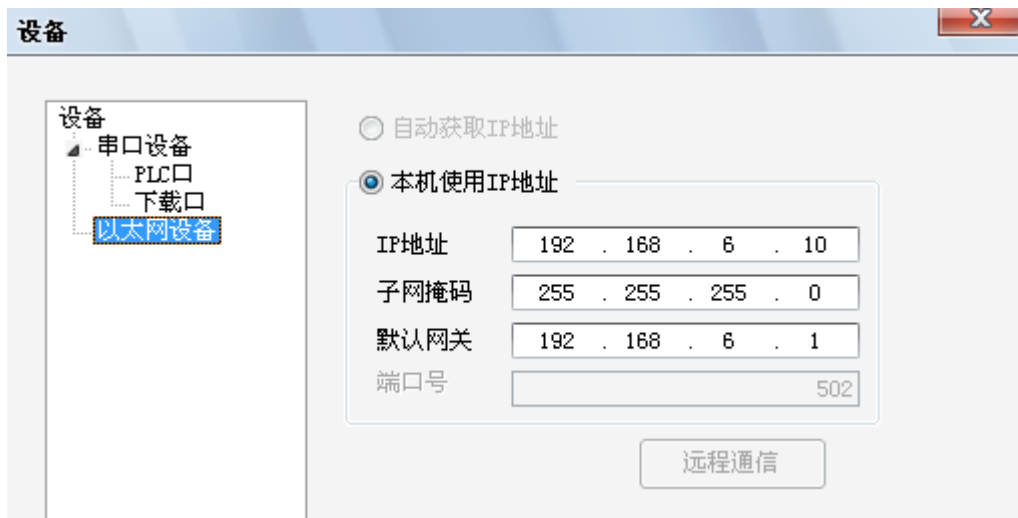 设备
设备
串口设备
PLC口
下载口
以太网设备
自动获取IP地址
本机使用IP地址
IP地址 192 . 168 . 6 . 10
子网掩码 255 . 255 . 255 . 0
默认网关 192 . 168 . 6 . 1
端口号 502
远程通信